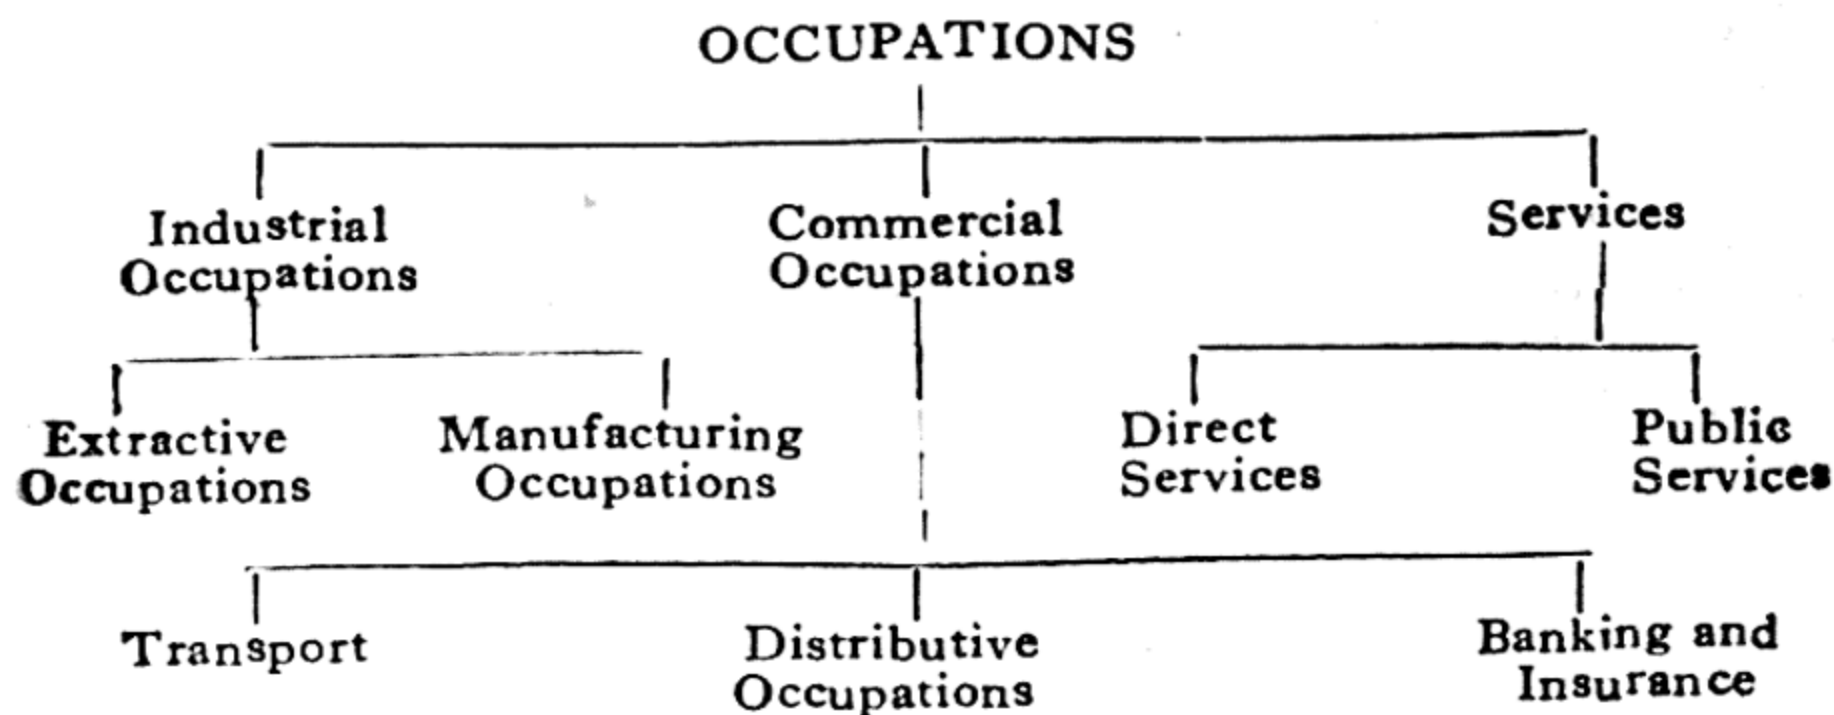 OCCUPATIONS
Industrial
Occupations
Commercial
Occupations
Services
Extractive
Occupations
Manufacturing
Occupations
Direct
Services
Public
Services
Transport
Distributive
Occupations
Banking and
Insurance